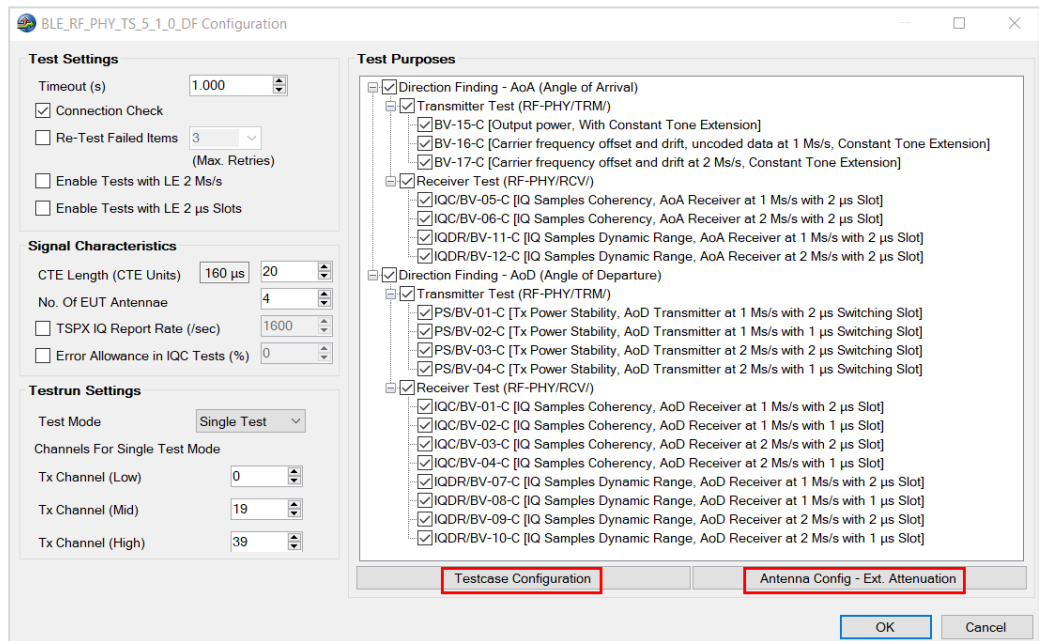 BLE_RF_PHY_TS_5_1_0_DF Configuration
Test Settings
Timeout (s) 1.000
Connection Check
Re-Test Failed Items 3
(Max. Retries)
Enable Tests with LE 2 Ms/s
Enable Tests with LE 2 µs Slots
Signal Characteristics
CTE Length (CTE Units) 160 µs 20
No. Of EUT Antennae 4
TSPX IQ Report Rate (/sec) 1600
Error Allowance in IQC Tests (%) 0
Testrun Settings
Test Mode Single Test
Channels For Single Test Mode
Tx Channel (Low) 0
Tx Channel (Mid) 19
Tx Channel (High) 39
Test Purposes
Direction Finding - AoA (Angle of Arrival)
Transmitter Test (RF-PHY/TRM/)
BV-15-C [Output power, With Constant Tone Extension]
BV-16-C [Carrier frequency offset and drift, uncoded data at 1 Ms/s, Constant Tone Extension]
BV-17-C [Carrier frequency offset and drift at 2 Ms/s, Constant Tone Extension]
Receiver Test (RF-PHY/RCV/)
IQC/BV-05-C [IQ Samples Coherency, AoA Receiver at 1 Ms/s with 2 µs Slot]
IQC/BV-06-C [IQ Samples Coherency, AoA Receiver at 2 Ms/s with 2 µs Slot]
IQDR/BV-11-C [IQ Samples Dynamic Range, AoA Receiver at 1 Ms/s with 2 µs Slot]
IQDR/BV-12-C [IQ Samples Dynamic Range, AoA Receiver at 2 Ms/s with 2 µs Slot]
Direction Finding - AoD (Angle of Departure)
Transmitter Test (RF-PHY/TRM/)
PS/BV-01-C [Tx Power Stability, AoD Transmitter at 1 Ms/s with 2 µs Switching Slot]
PS/BV-02-C [Tx Power Stability, AoD Transmitter at 1 Ms/s with 1 µs Switching Slot]
PS/BV-03-C [Tx Power Stability, AoD Transmitter at 2 Ms/s with 2 µs Switching Slot]
PS/BV-04-C [Tx Power Stability, AoD Transmitter at 2 Ms/s with 1 µs Switching Slot]
Receiver Test (RF-PHY/RCV/)
IQC/BV-01-C [IQ Samples Coherency, AoD Receiver at 1 Ms/s with 2 µs Slot]
IQC/BV-02-C [IQ Samples Coherency, AoD Receiver at 1 Ms/s with 1 µs Slot]
IQC/BV-03-C [IQ Samples Coherency, AoD Receiver at 2 Ms/s with 2 µs Slot]
IQC/BV-04-C [IQ Samples Coherency, AoD Receiver at 2 Ms/s with 1 µs Slot]
IQDR/BV-07-C [IQ Samples Dynamic Range, AoD Receiver at 1 Ms/s with 2 µs Slot]
IQDR/BV-08-C [IQ Samples Dynamic Range, AoD Receiver at 1 Ms/s with 1 µs Slot]
IQDR/BV-09-C [IQ Samples Dynamic Range, AoD Receiver at 2 Ms/s with 2 µs Slot]
IQDR/BV-10-C [IQ Samples Dynamic Range, AoD Receiver at 2 Ms/s with 1 µs Slot]
Testcase Configuration
Antenna Config - Ext. Attenuation
OK
Cancel